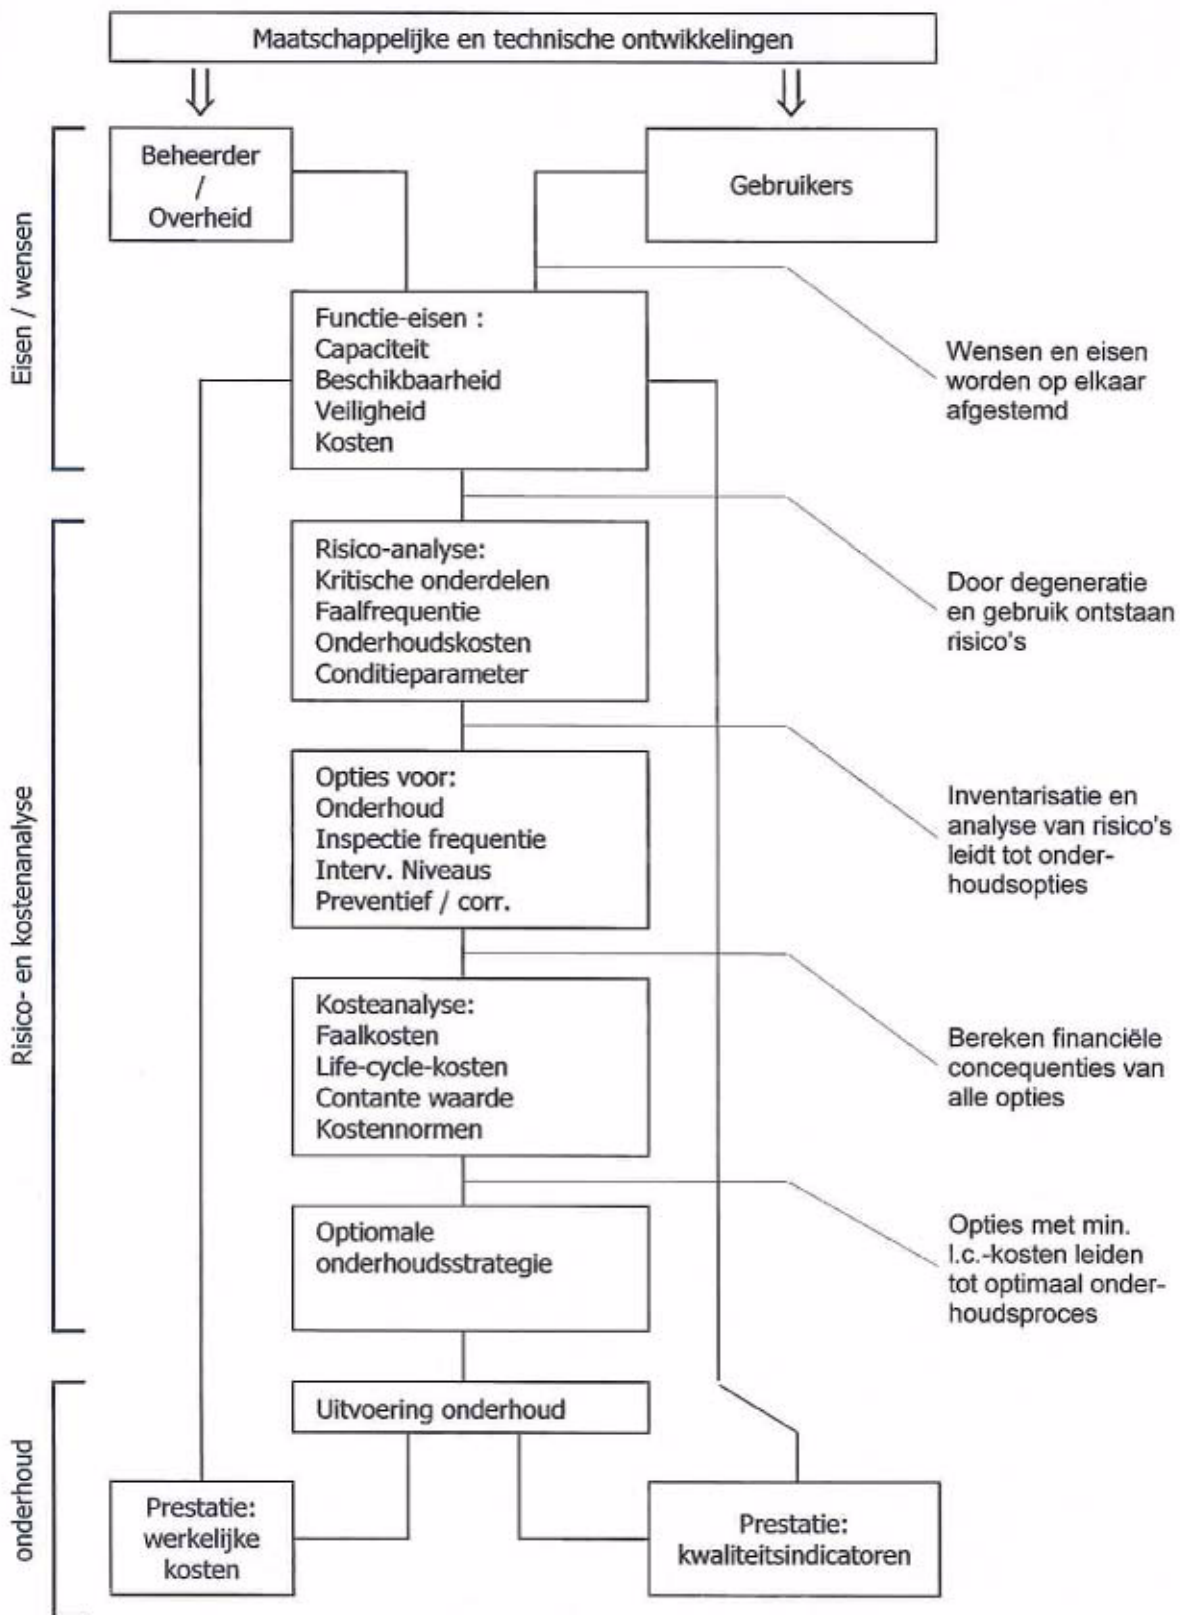 Maatschappelijke en technische ontwikkelingen
Eisen / wensen
Beheerder
/
Overheid
Gebruikers
Functie-eisen :
Capaciteit
Beschikbaarheid
Veiligheid
Kosten
Wensen en eisen
worden op elkaar
afgestemd
Risico- en kostenanalyse
Risico-analyse:
Kritische onderdelen
Faalfrequentie
Onderhoudskosten
Conditieparameter
Door degeneratie
en gebruik ontstaan
risico's
Opties voor:
Onderhoud
Inspectie frequentie
Interv. Niveaus
Preventief / corr.
Inventarisatie en
analyse van risico's
leidt tot onder-
houdsopties
Kosteanalyse:
Faalkosten
Life-cycle-kosten
Contante waarde
Kostennormen
Bereken financiële
concequenties van
alle opties
Optiomale
onderhoudsstrategie
Opties met min.
l.c.-kosten leiden
tot optimaal onder-
houdsproces
onderhoud
Uitvoering onderhoud
Prestatie:
werkelijke
kosten
Prestatie:
kwaliteitsindicatoren